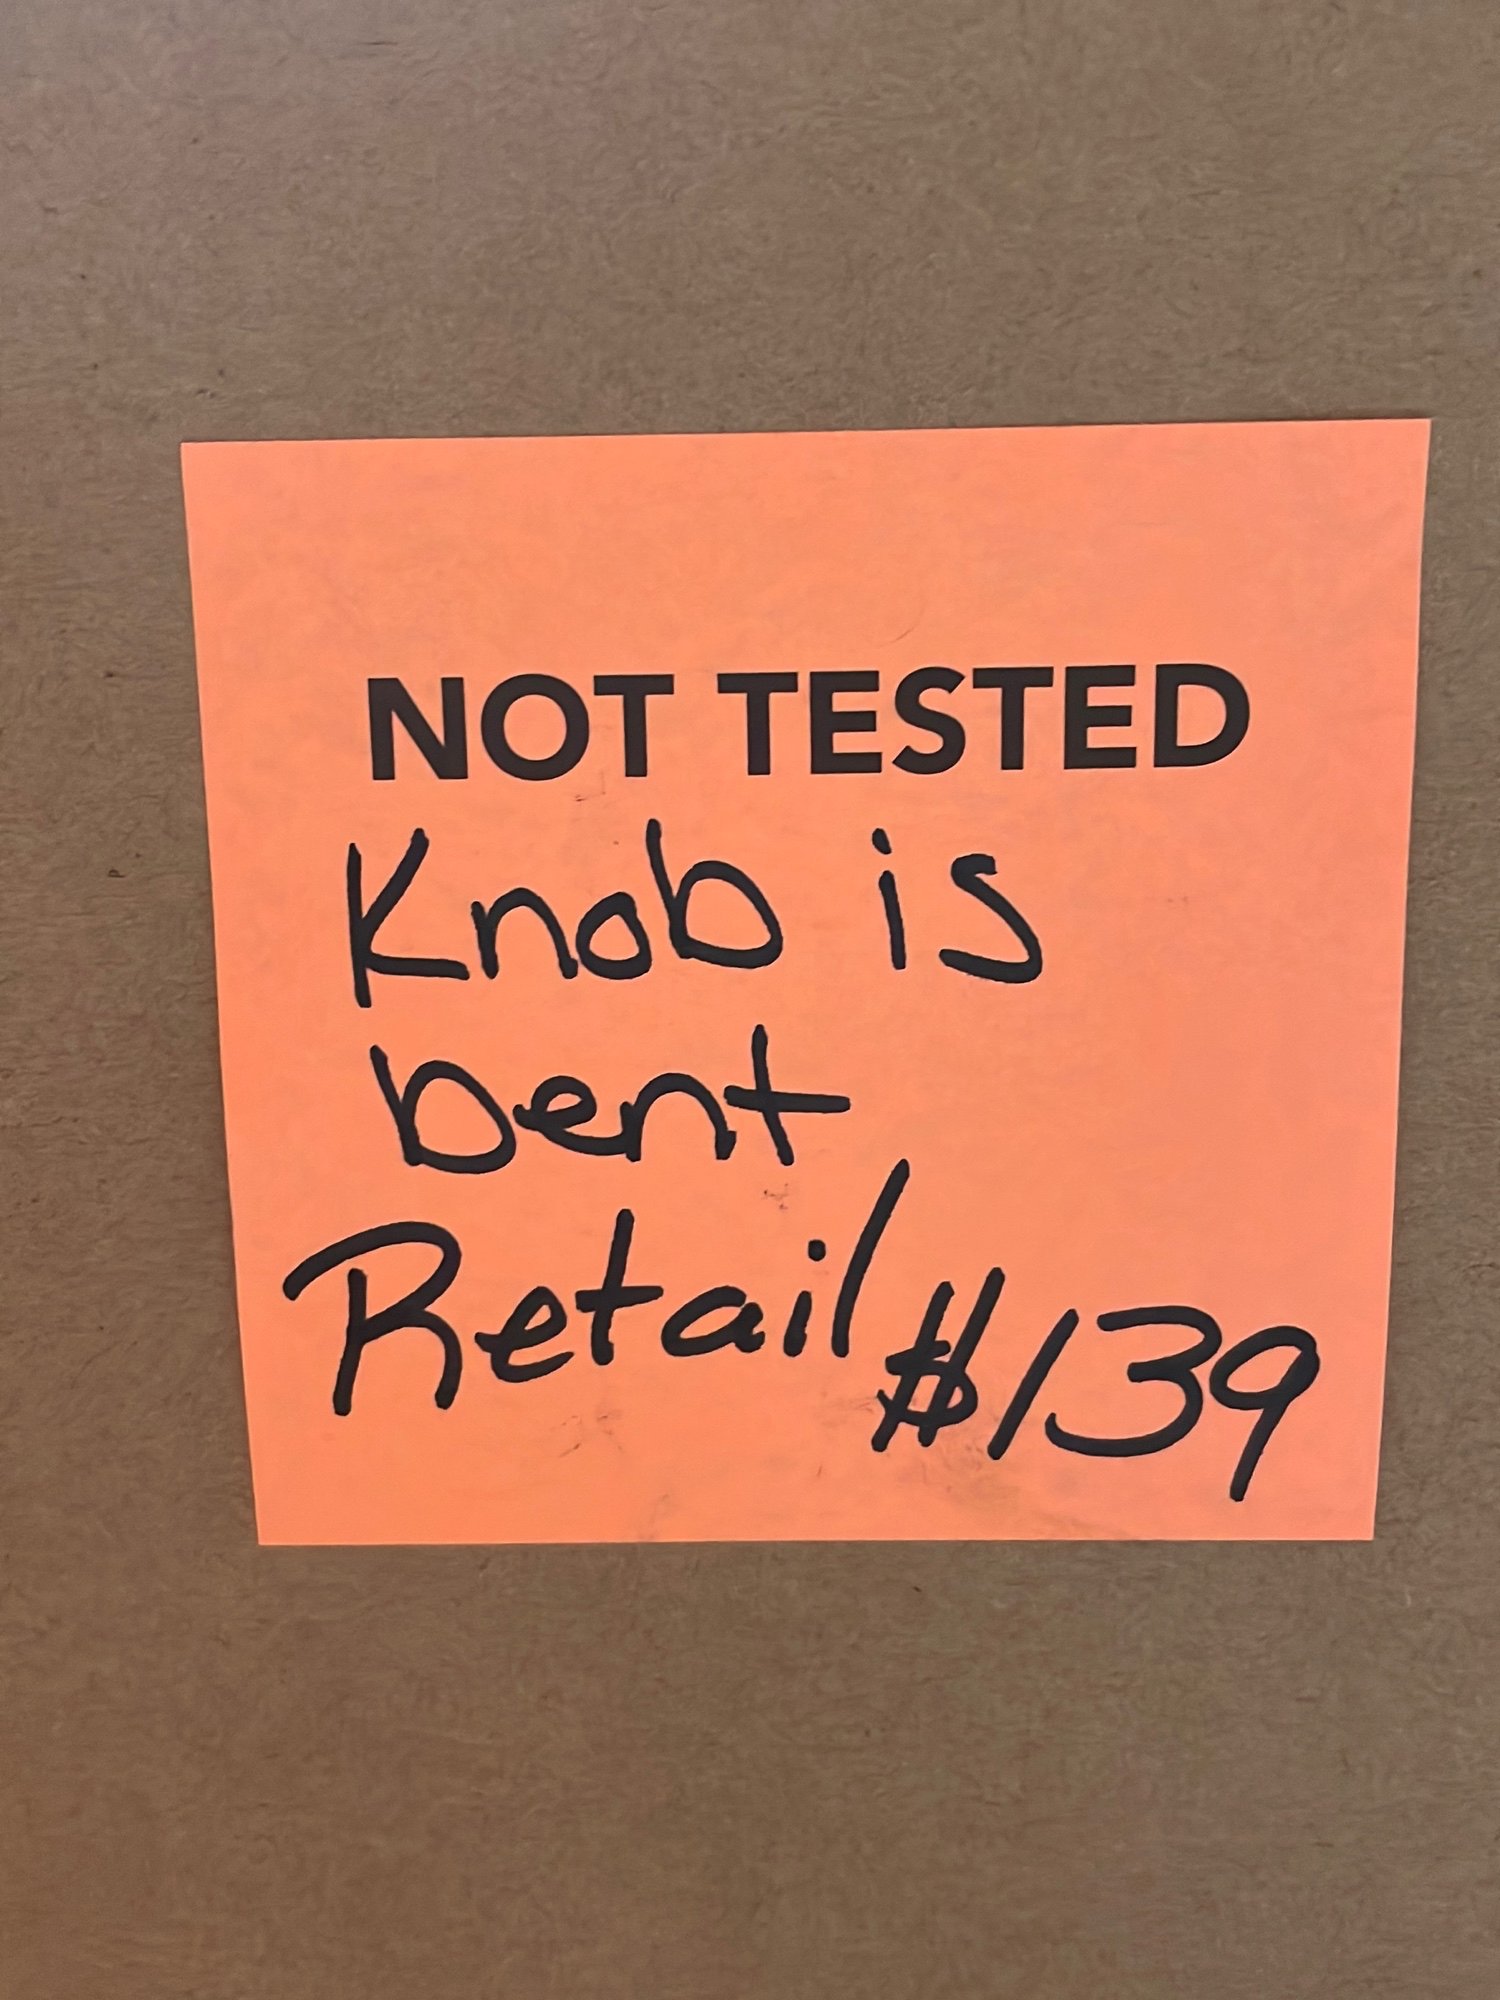 NOT TESTED
Knob is
bent
Retail $139